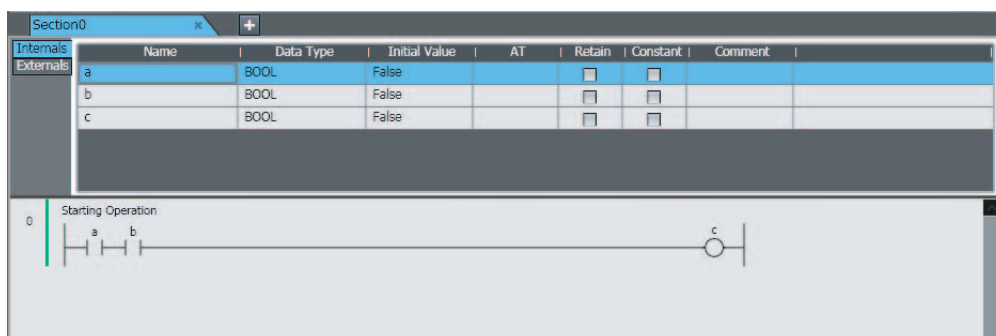 Section0 × +
Internals
Externals
Name Data Type Initial Value AT Retain Constant Comment
a BOOL False
b BOOL False
c BOOL False
0
Starting Operation
a b c